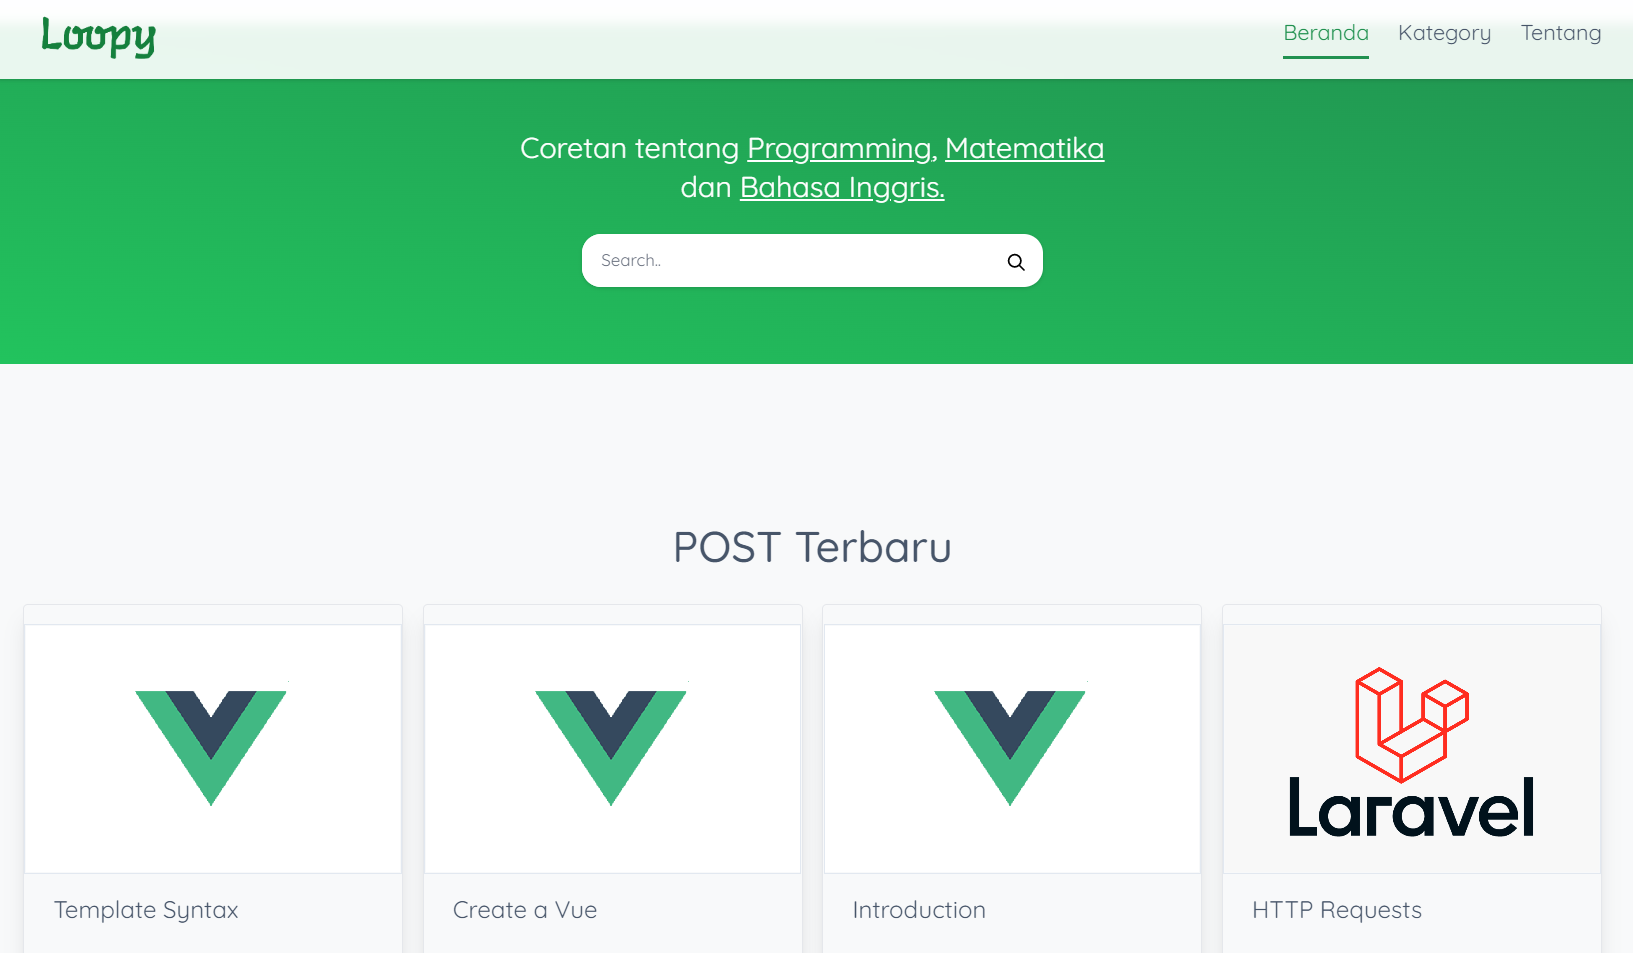 Loopy
Beranda Kategory Tentang
Coretan tentang Programming, Matematika
dan Bahasa Inggris.
Search..
POST Terbaru
Laravel
Template Syntax
Create a Vue
Introduction
HTTP Requests